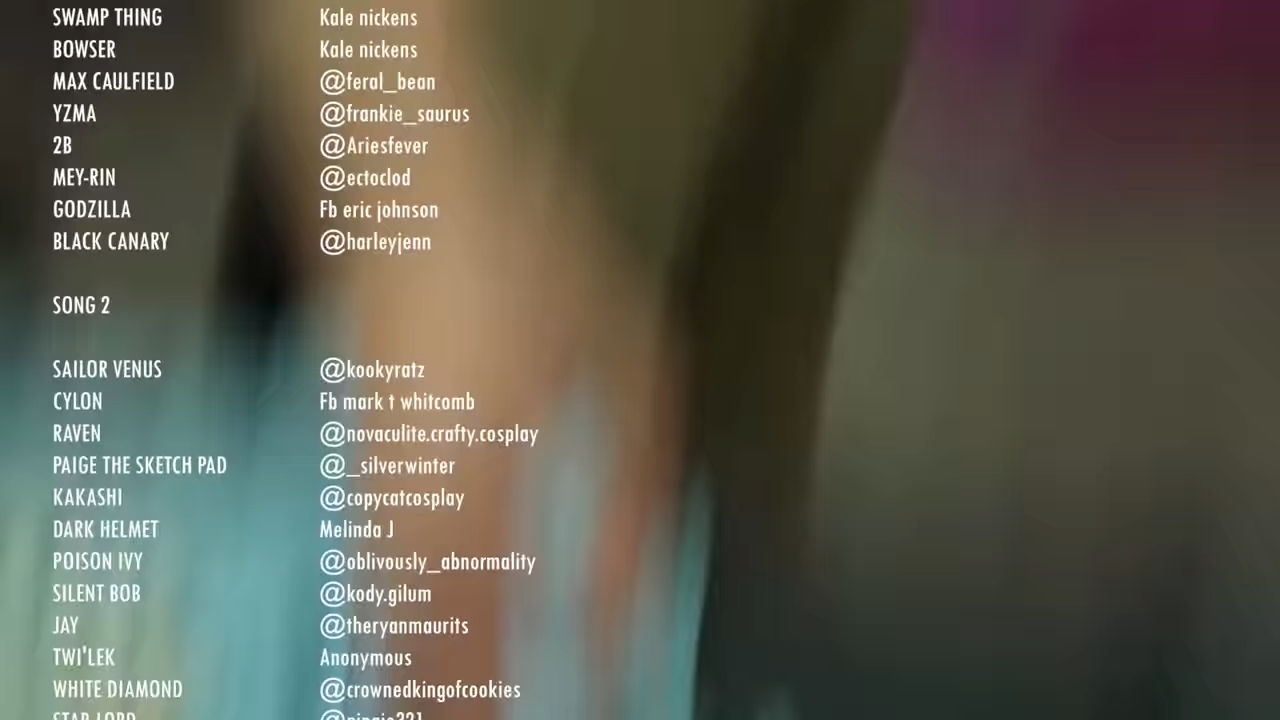 SWAMP THING Kale nickens
BOWSER Kale nickens
MAX CAULFIELD @feral_bean
YZMA @frankie_saurus
2B @Ariesfever
MEY-RIN @ectoclod
GODZILLA Fb eric johnson
BLACK CANARY @harleyjenn
SONG 2
SAILOR VENUS @kookyratz
CYLON Fb mark t whitcomb
RAVEN @novaculite.crafty.cosplay
PAIGE THE SKETCH PAD @_silverwinter
KAKASHI @copycatcosplay
DARK HELMET Melinda J
POISON IVY @oblivously_abnormality
SILENT BOB @kody.gilum
JAY @theryanmaurits
TWI'LEK Anonymous
WHITE DIAMOND @crownedkingofcookies
STAR LORD